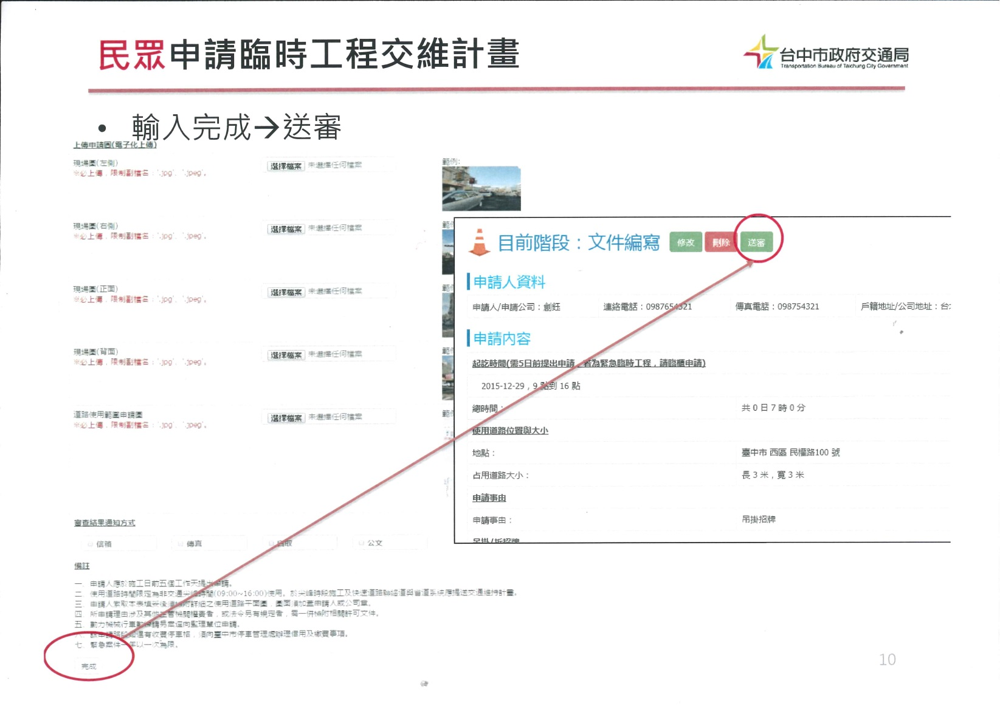 民眾申請臨時工程交維計畫
台中市政府交通局
Transportation Bureau of Taichung City Government
• 輸入完成→送審
上傳申請圖(電子化上傳)
現場圖(左側)
※必上傳，限制副檔名：'.jpg'、'.jpeg'。
選擇檔案 未選擇任何檔案
範例:
現場圖(右側)
※必上傳，限制副檔名：'.jpg'、'.jpeg'。
選擇檔案 未選擇任何檔案
現場圖(正面)
※必上傳，限制副檔名：'.jpg'、'.jpeg'。
選擇檔案 未選擇任何檔案
現場圖(背面)
※必上傳，限制副檔名：'.jpg'、'.jpeg'。
選擇檔案 未選擇任何檔案
道路使用範圍申請圖
※必上傳，限制副檔名：'.jpg'、'.jpeg'。
選擇檔案 未選擇任何檔案
目前階段：文件編寫 修改 刪除 送審
申請人資料
申請人/申請公司：創鈺 連絡電話：0987654321 傳真電話：098754321 戶籍地址/公司地址：台
申請內容
起訖時間(需5日前提出申請，若為緊急臨時工程，請臨櫃申請)
2015-12-29，9 點到 16 點
總時間： 共 0 日 7 時 0 分
使用道路位置與大小
地點： 臺中市 西區 民權路100 號
占用道路大小： 長 3 米，寬 3 米
申請事由
申請事由： 吊掛招牌
吊掛/拆招牌
審查結果通知方式
信箱 傳真 自取 公文
備註
一、申請人應於施工日前五個工作天提出申請。
二、使用道路時間限定為非交通尖峰時間(09:00~16:00)使用。於尖峰時段施工及快速道路聯絡道與省道系統應提送交通維持計畫。
三、申請人索取本表填妥後須檢附詳細之使用道路平面圖，圖面須加蓋申請人或公司章。
四、所申請理由涉及其他主管機關權責者，或法令另有規定者，需一併檢附相關許可文件。
五、動力機械行車動線請另案逕向監理單位申請。
六、該申請路段如遇有收費停車格，須向臺中市停車管理處辦理借用及繳費事項。
七、緊急案件一年以一次為限。
完成
10